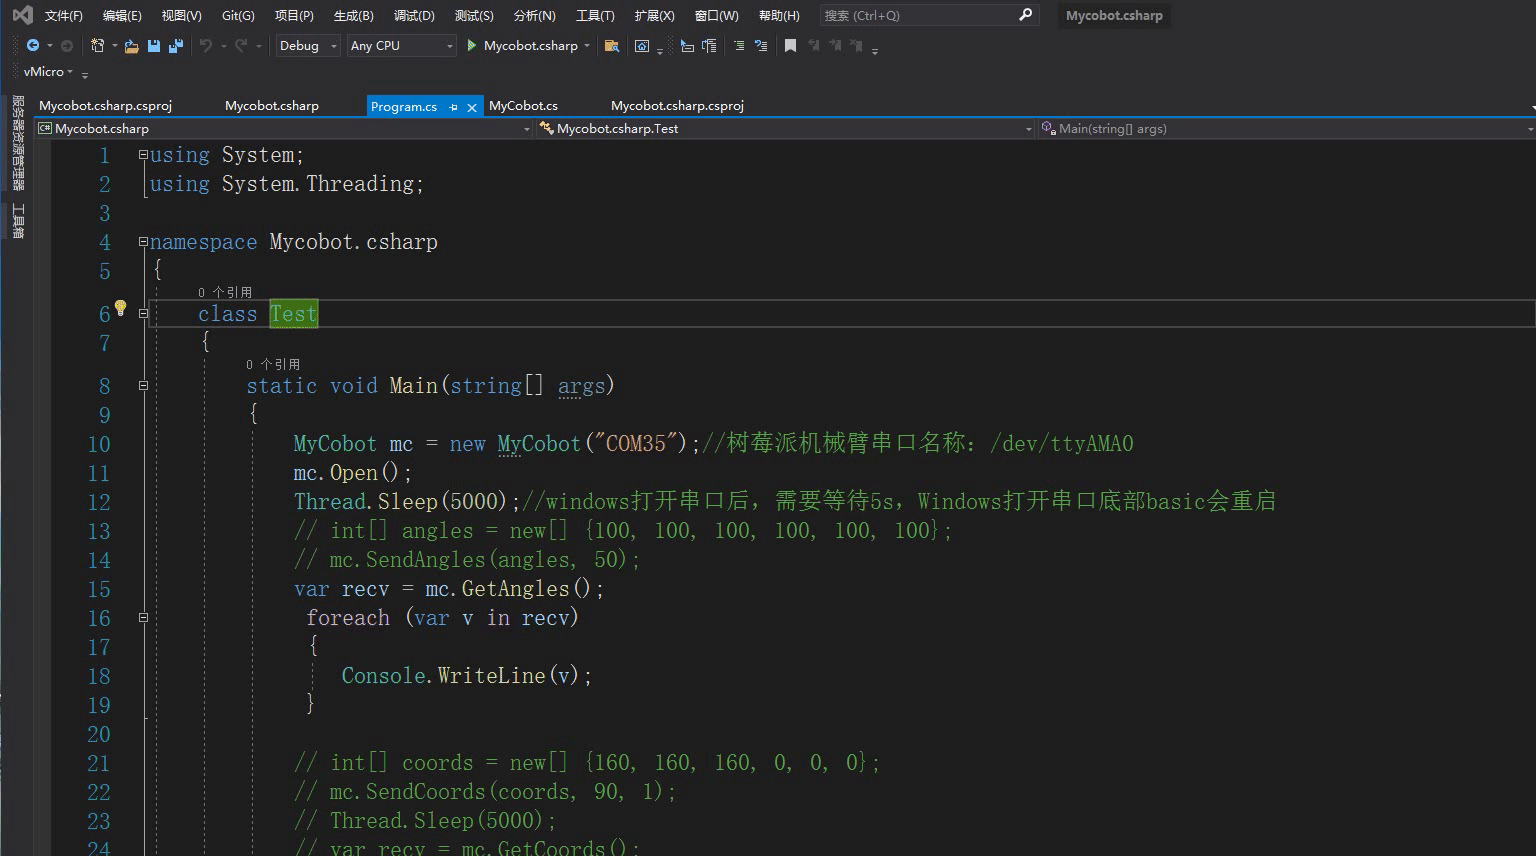 文件(F) 编辑(E) 视图(V) Git(G) 项目(P) 生成(B) 调试(D) 测试(S) 分析(N) 工具(T) 扩展(X) 窗口(W) 帮助(H) 搜索 (Ctrl+Q) Mycobot.csharp
Debug Any CPU Mycobot.csharp
vMicro
服务器资源管理器
工具箱
Mycobot.csharp.csproj Mycobot.csharp Program.cs MyCobot.cs Mycobot.csharp.csproj
C# Mycobot.csharp Mycobot.csharp.Test Main(string[] args)
1 using System;
2 using System.Threading;
3
4 namespace Mycobot.csharp
5 {
0 个引用
6 class Test
7 {
0 个引用
8 static void Main(string[] args)
9 {
10 MyCobot mc = new MyCobot("COM35");//树莓派机械臂串口名称：/dev/ttyAMA0
11 mc.Open();
12 Thread.Sleep(5000);//windows打开串口后，需要等待5s，Windows打开串口底部basic会重启
13 // int[] angles = new[] {100, 100, 100, 100, 100, 100};
14 // mc.SendAngles(angles, 50);
15 var recv = mc.GetAngles();
16 foreach (var v in recv)
17 {
18 Console.WriteLine(v);
19 }
20
21 // int[] coords = new[] {160, 160, 160, 0, 0, 0};
22 // mc.SendCoords(coords, 90, 1);
23 // Thread.Sleep(5000);
24 // var recv = mc.GetCoords();